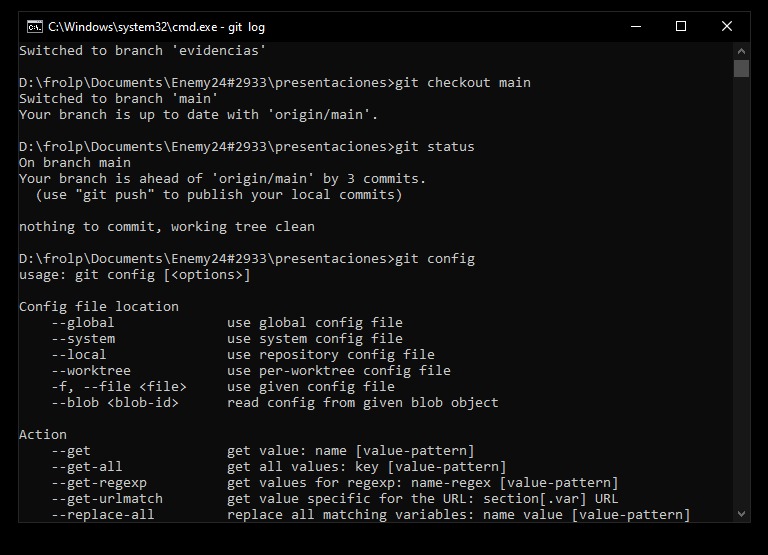 C:\Windows\system32\cmd.exe - git log
Switched to branch 'evidencias'
D:\frolp\Documents\Enemy24#2933\presentaciones>git checkout main
Switched to branch 'main'
Your branch is up to date with 'origin/main'.
D:\frolp\Documents\Enemy24#2933\presentaciones>git status
On branch main
Your branch is ahead of 'origin/main' by 3 commits.
  (use "git push" to publish your local commits)
nothing to commit, working tree clean
D:\frolp\Documents\Enemy24#2933\presentaciones>git config
usage: git config [<options>]
Config file location
    --global              use global config file
    --system              use system config file
    --local               use repository config file
    --worktree            use per-worktree config file
    -f, --file <file>     use given config file
    --blob <blob-id>      read config from given blob object
Action
    --get                 get value: name [value-pattern]
    --get-all             get all values: key [value-pattern]
    --get-regexp          get values for regexp: name-regex [value-pattern]
    --get-urlmatch        get value specific for the URL: section[.var] URL
    --replace-all         replace all matching variables: name value [value-pattern]